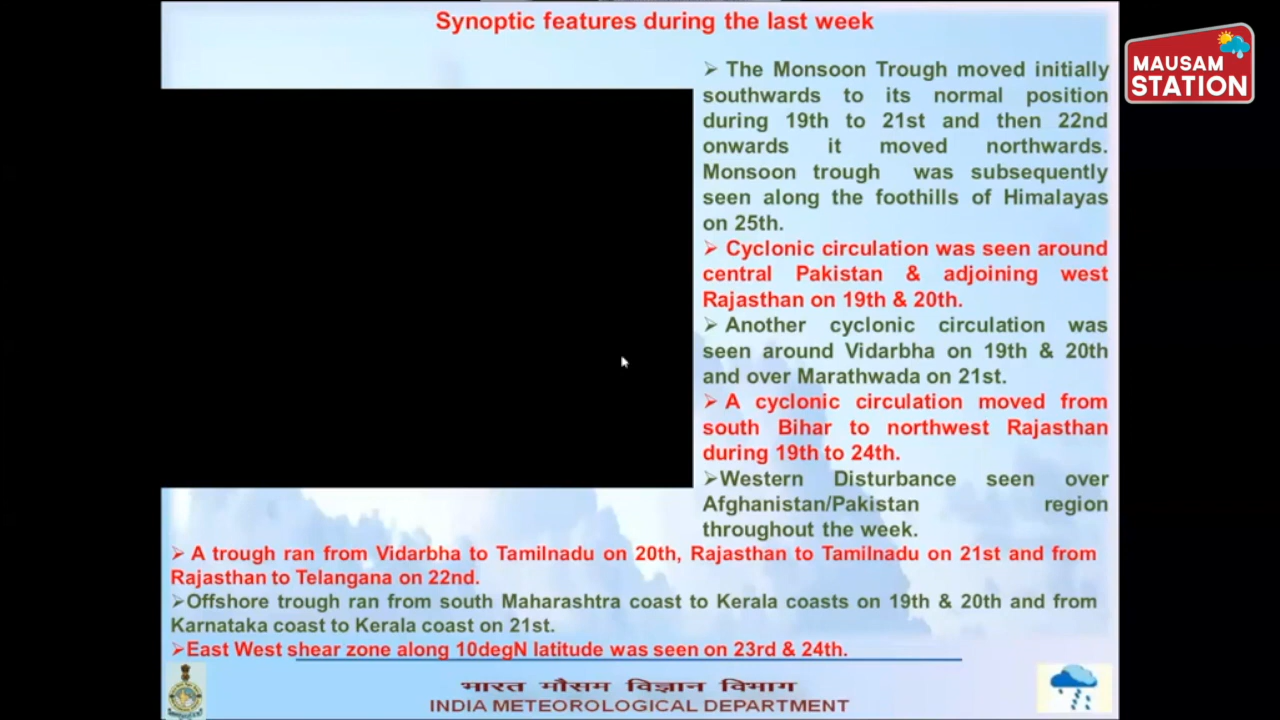 Synoptic features during the last week
MAUSAM
STATION
➢ The Monsoon Trough moved initially
southwards to its normal position
during 19th to 21st and then 22nd
onwards it moved northwards.
Monsoon trough was subsequently
seen along the foothills of Himalayas
on 25th.
➢ Cyclonic circulation was seen around
central Pakistan & adjoining west
Rajasthan on 19th & 20th.
➢ Another cyclonic circulation was
seen around Vidarbha on 19th & 20th
and over Marathwada on 21st.
➢ A cyclonic circulation moved from
south Bihar to northwest Rajasthan
during 19th to 24th.
➢Western Disturbance seen over
Afghanistan/Pakistan region
throughout the week.
➢ A trough ran from Vidarbha to Tamilnadu on 20th, Rajasthan to Tamilnadu on 21st and from
Rajasthan to Telangana on 22nd.
➢Offshore trough ran from south Maharashtra coast to Kerala coasts on 19th & 20th and from
Karnataka coast to Kerala coast on 21st.
➢East West shear zone along 10degN latitude was seen on 23rd & 24th.
भारत मौसम विज्ञान विभाग
INDIA METEOROLOGICAL DEPARTMENT